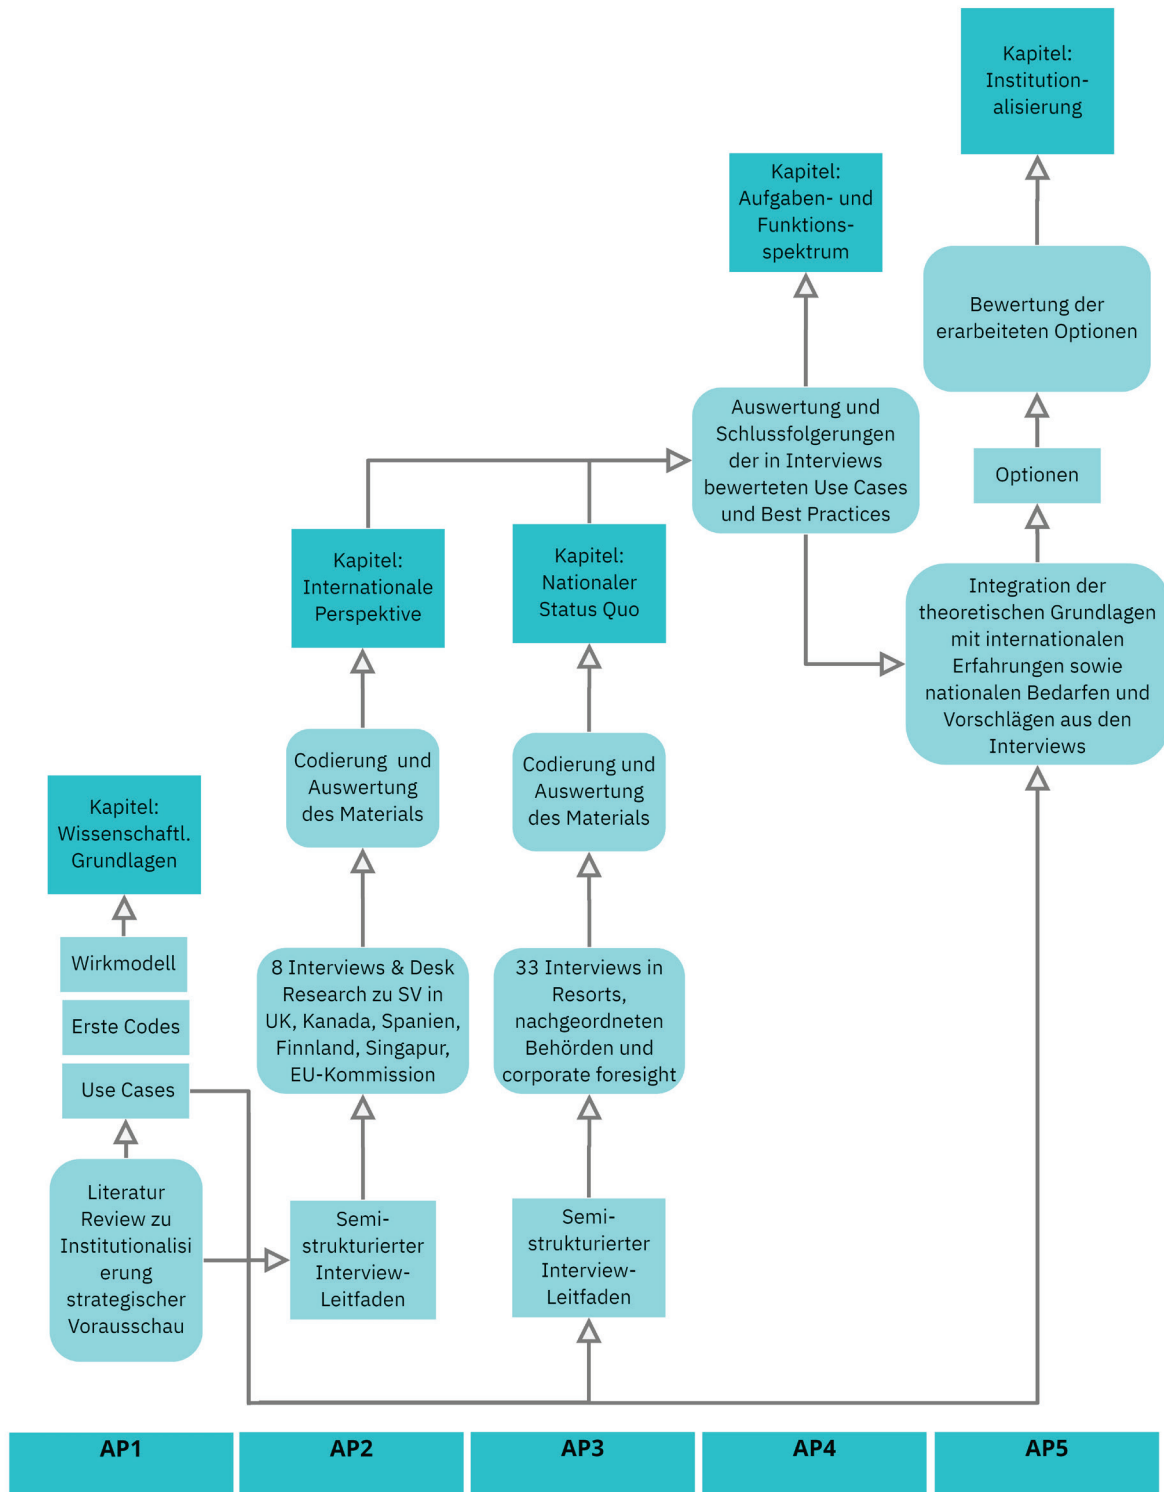 Kapitel:
Institution-
alisierung
Kapitel:
Aufgaben- und
Funktions-
spektrum
Bewertung der
erarbeiteten Optionen
Auswertung und
Schlussfolgerungen
der in Interviews
bewerteten Use Cases
und Best Practices
Optionen
Kapitel:
Internationale
Perspektive
Kapitel:
Nationaler
Status Quo
Integration der
theoretischen Grundlagen
mit internationalen
Erfahrungen sowie
nationalen Bedarfen und
Vorschlägen aus den
Interviews
Codierung und
Auswertung
des Materials
Codierung und
Auswertung
des Materials
Kapitel:
Wissenschaftl.
Grundlagen
Wirkmodell
Erste Codes
Use Cases
8 Interviews & Desk
Research zu SV in
UK, Kanada, Spanien,
Finnland, Singapur,
EU-Kommission
33 Interviews in
Resorts,
nachgeordneten
Behörden und
corporate foresight
Literatur
Review zu
Institutionalisi
erung
strategischer
Vorausschau
Semi-
strukturierter
Interview-
Leitfaden
Semi-
strukturierter
Interview-
Leitfaden
AP1
AP2
AP3
AP4
AP5